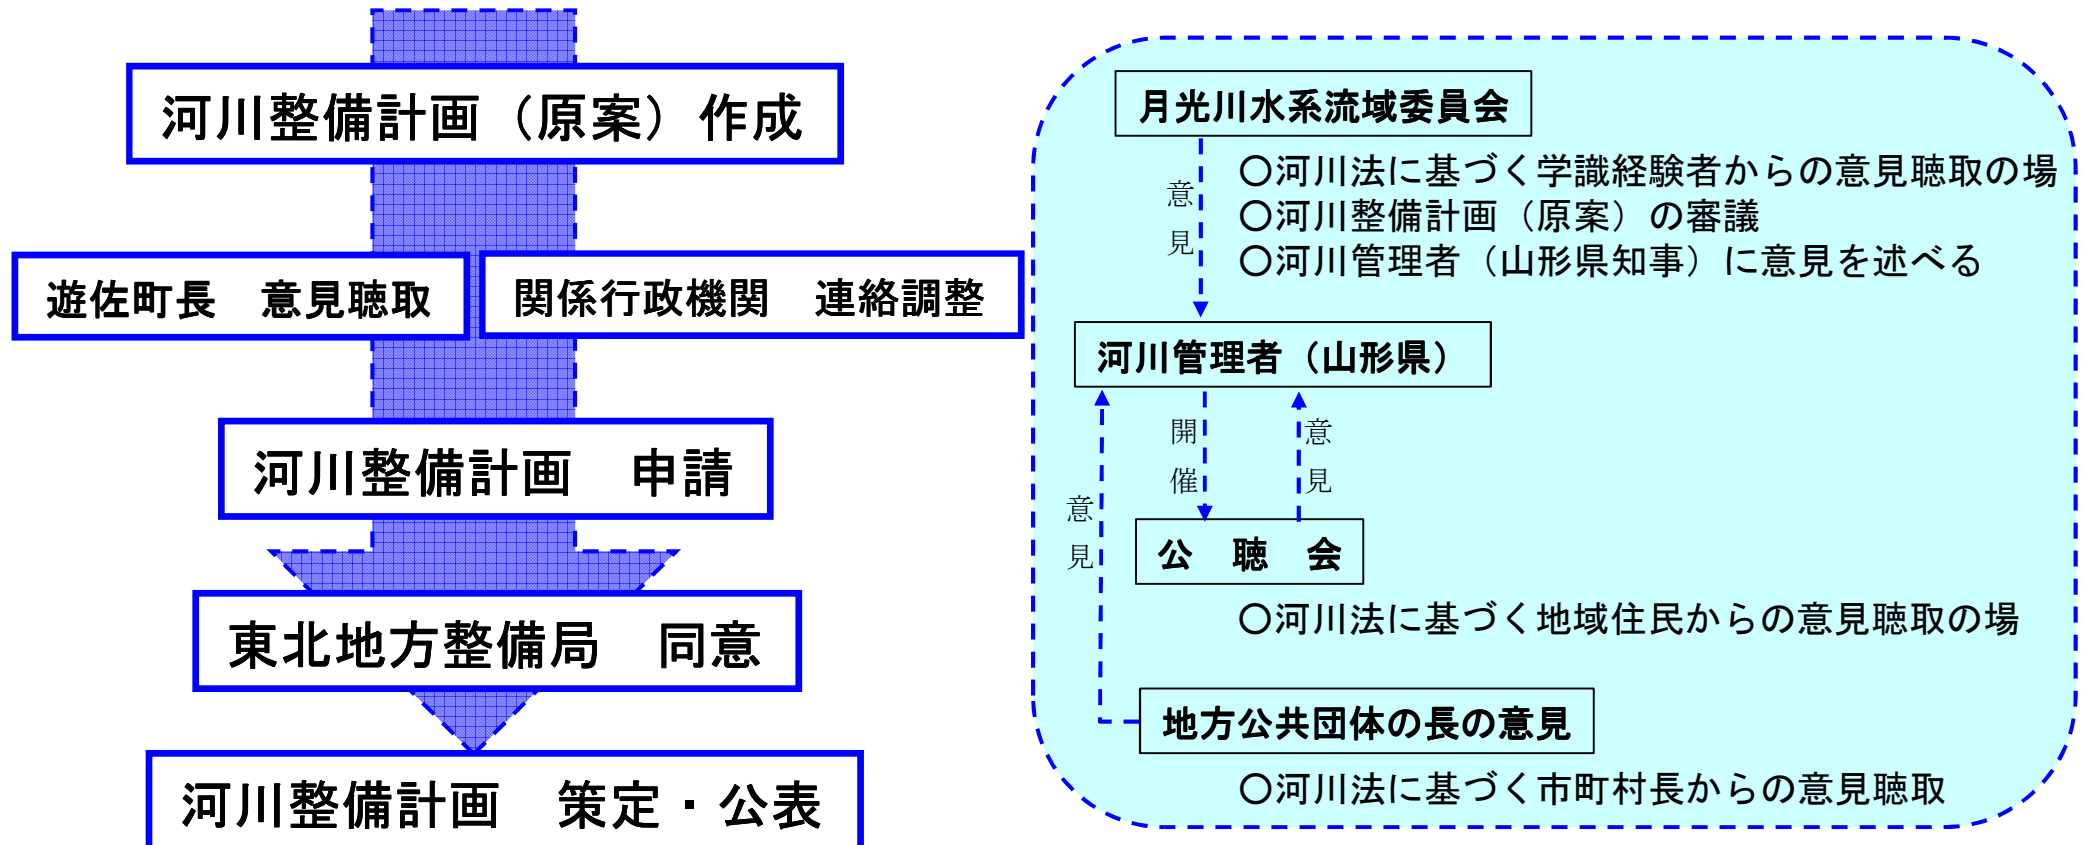 河川整備計画（原案）作成
遊佐町長　意見聴取
関係行政機関　連絡調整
河川整備計画　申請
東北地方整備局　同意
河川整備計画　策定・公表
月光川水系流域委員会
意見
〇河川法に基づく学識経験者からの意見聴取の場
〇河川整備計画（原案）の審議
〇河川管理者（山形県知事）に意見を述べる
河川管理者（山形県）
開催
意見
意見
公　聴　会
〇河川法に基づく地域住民からの意見聴取の場
地方公共団体の長の意見
〇河川法に基づく市町村長からの意見聴取